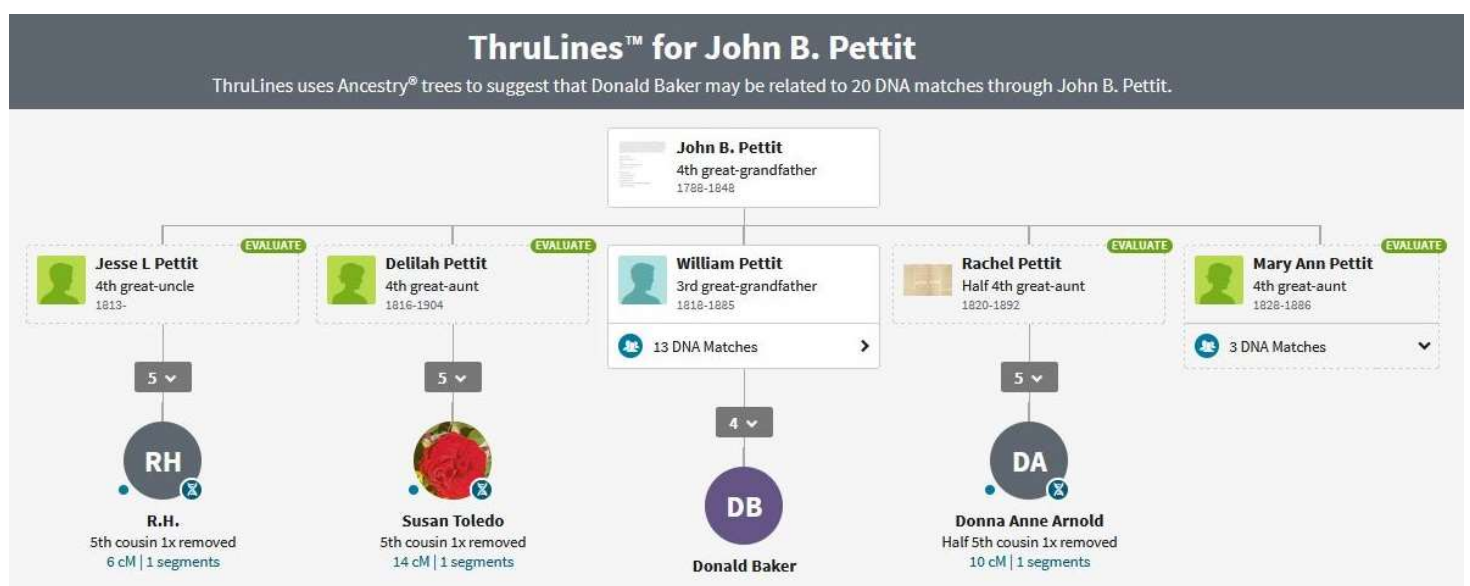 ThruLines™ for John B. Pettit
ThruLines uses Ancestry® trees to suggest that Donald Baker may be related to 20 DNA matches through John B. Pettit.
John B. Pettit
4th great-grandfather
1788-1848
EVALUATE
Jesse L Pettit
4th great-uncle
1813-
EVALUATE
Delilah Pettit
4th great-aunt
1816-1904
William Pettit
3rd great-grandfather
1818-1885
13 DNA Matches
EVALUATE
Rachel Pettit
Half 4th great-aunt
1820-1892
EVALUATE
Mary Ann Pettit
4th great-aunt
1828-1886
3 DNA Matches
5
RH
R.H.
5th cousin 1x removed
6 cM | 1 segments
5
Susan Toledo
5th cousin 1x removed
14 cM | 1 segments
4
DB
Donald Baker
5
DA
Donna Anne Arnold
Half 5th cousin 1x removed
10 cM | 1 segments